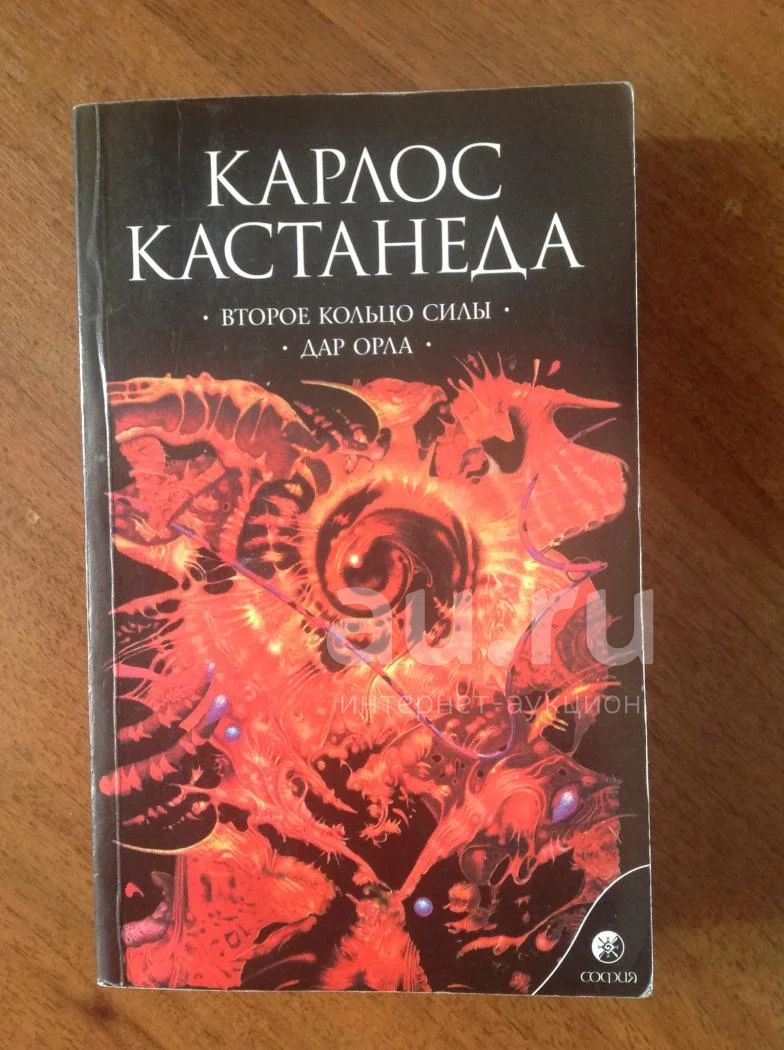 КАРЛОС
КАСТАНЕДА
· ВТОРОЕ КОЛЬЦО СИЛЫ ·
· ДАР ОРЛА ·
au.ru
интернет-аукцион
СОФИЯ